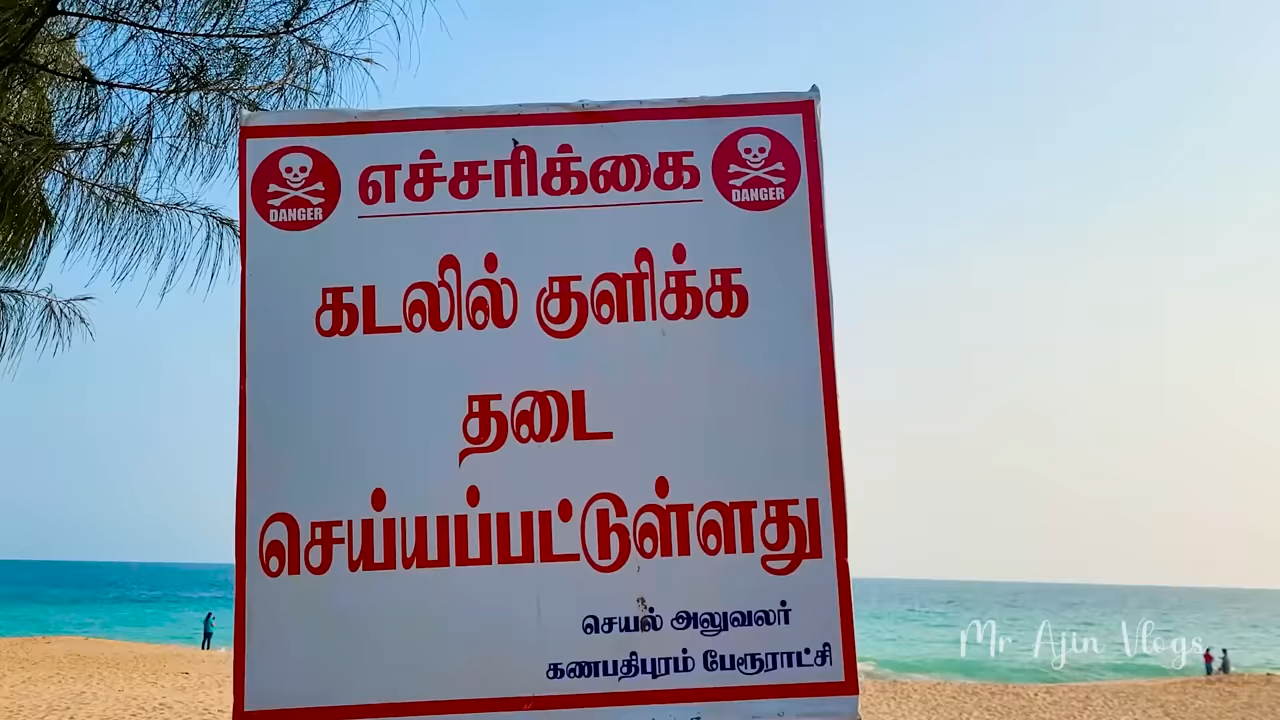 எச்சரிக்கை
DANGER
DANGER
கடலில் குளிக்க
தடை
செய்யப்பட்டுள்ளது
செயல் அலுவலர்
கணபதிபுரம் பேரூராட்சி
Mr Ajin Vlogs